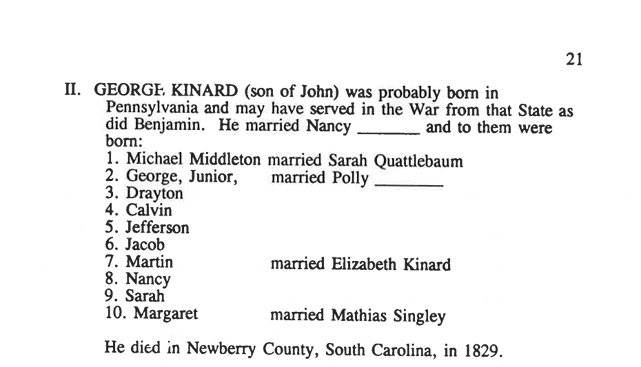 21
II. GEORGE KINARD (son of John) was probably born in
Pennsylvania and may have served in the War from that State as
did Benjamin. He married Nancy ________ and to them were
born:
1. Michael Middleton married Sarah Quattlebaum
2. George, Junior, married Polly ________
3. Drayton
4. Calvin
5. Jefferson
6. Jacob
7. Martin married Elizabeth Kinard
8. Nancy
9. Sarah
10. Margaret married Mathias Singley
He died in Newberry County, South Carolina, in 1829.